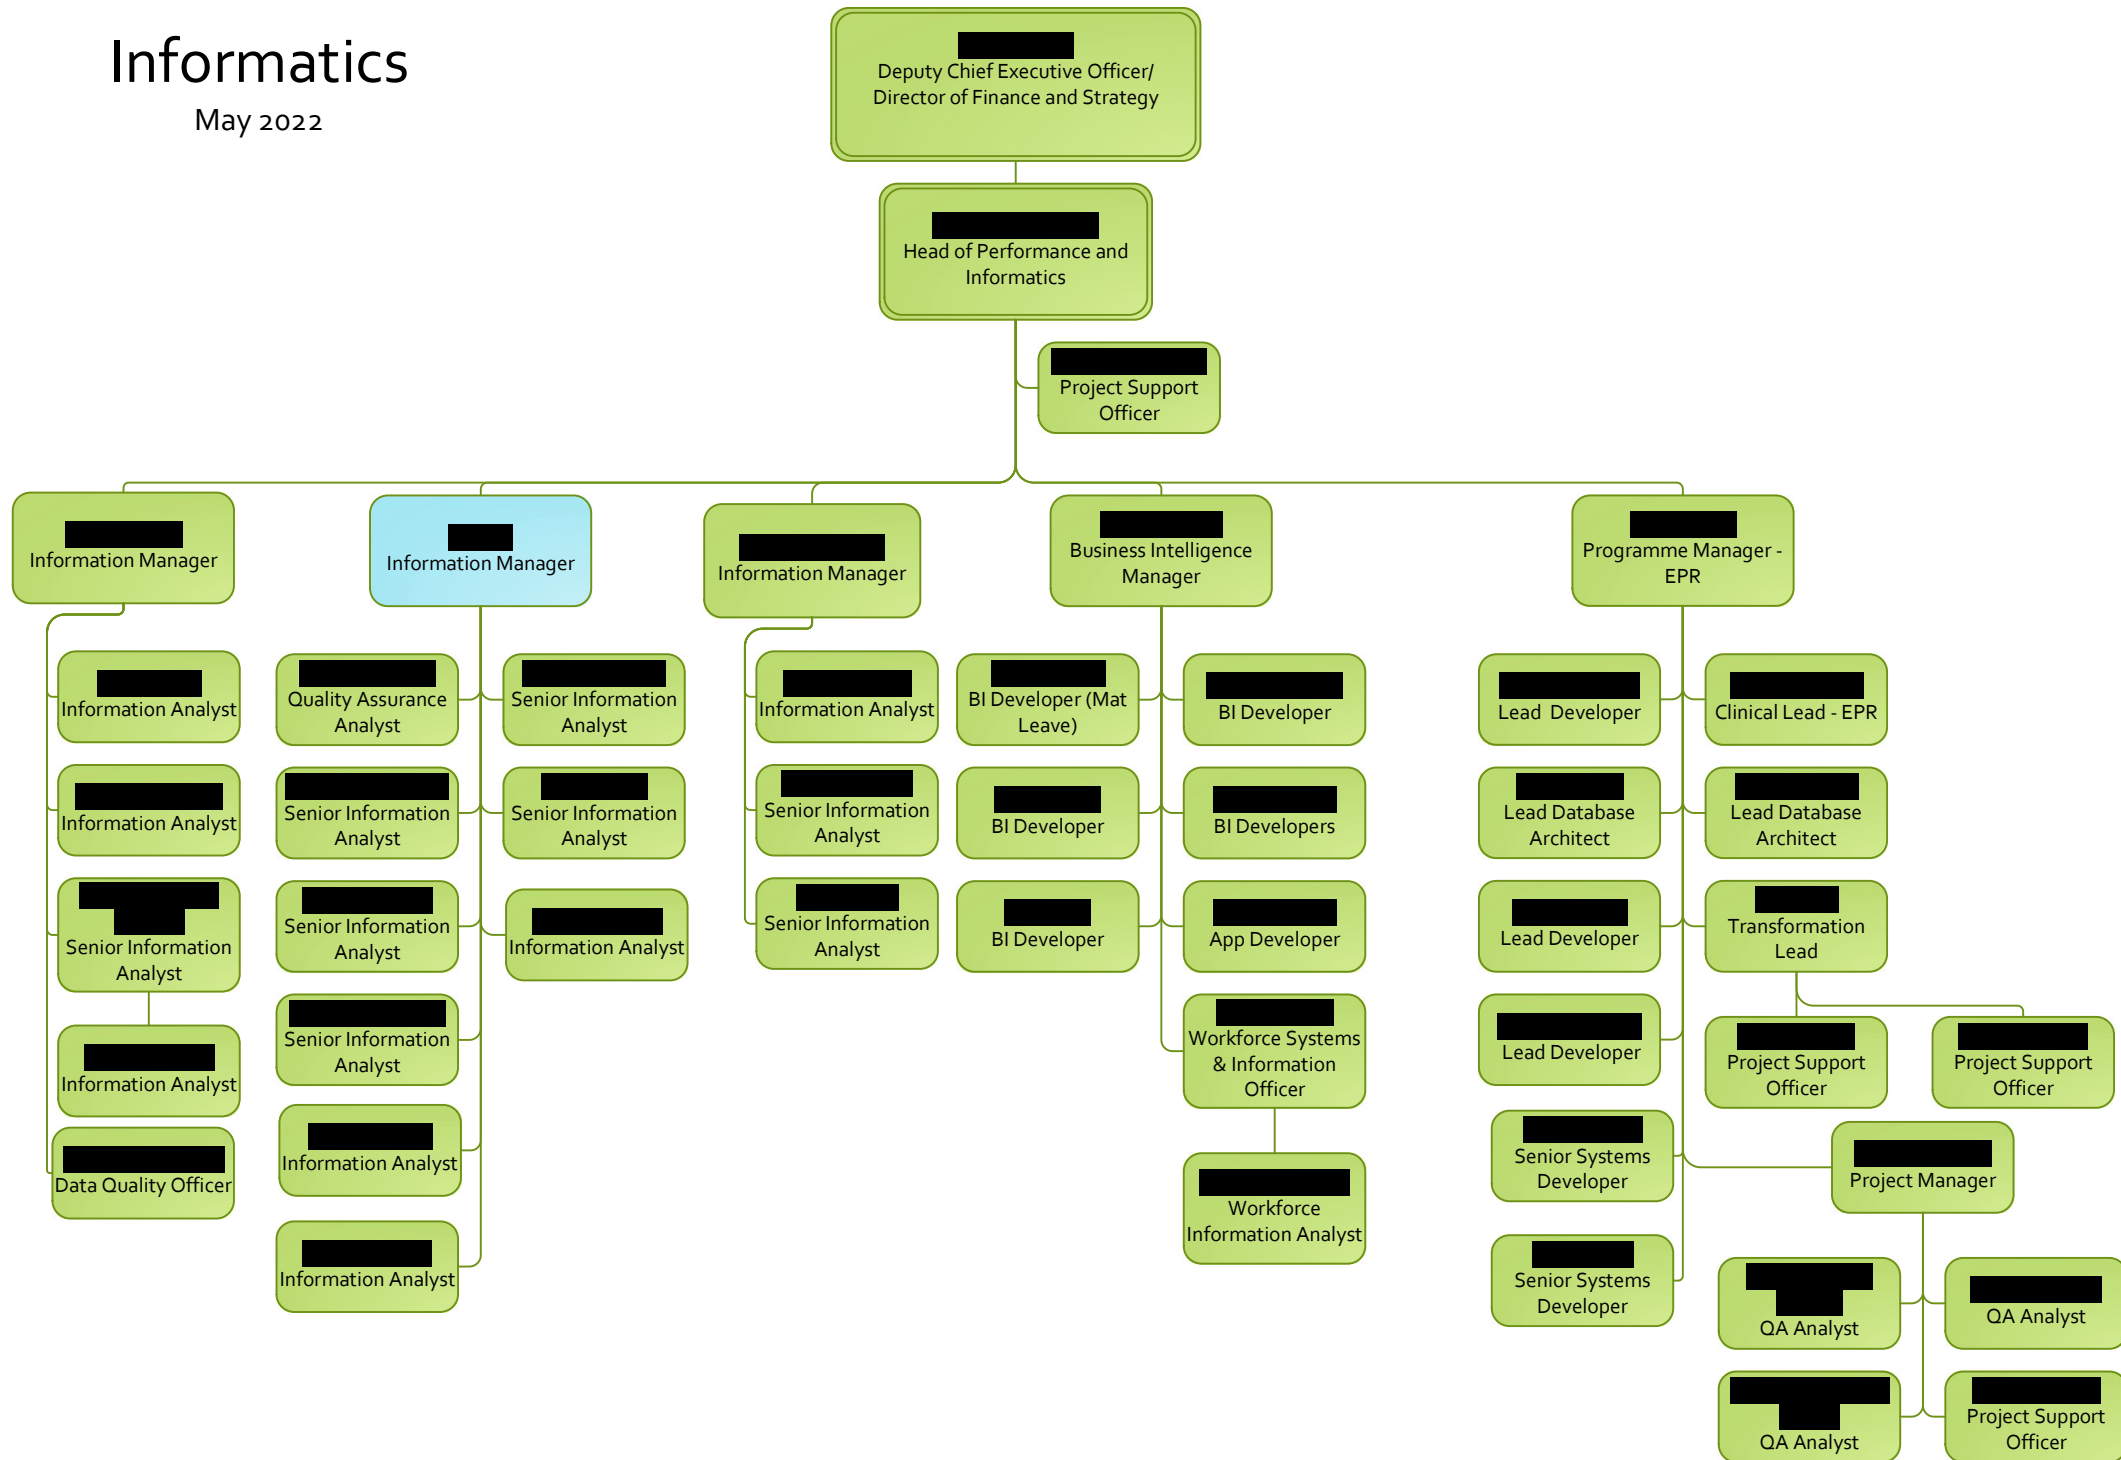 Informatics
May 2022
Deputy Chief Executive Officer/
Director of Finance and Strategy
Head of Performance and
Informatics
Project Support
Officer
Information Manager
Information Manager
Information Manager
Business Intelligence
Manager
Programme Manager -
EPR
Information Analyst
Information Analyst
Senior Information
Analyst
Information Analyst
Data Quality Officer
Quality Assurance
Analyst
Senior Information
Analyst
Senior Information
Analyst
Senior Information
Analyst
Senior Information
Analyst
Information Analyst
Senior Information
Analyst
Information Analyst
Information Analyst
Information Analyst
Senior Information
Analyst
Senior Information
Analyst
BI Developer (Mat
Leave)
BI Developer
BI Developer
BI Developers
BI Developer
App Developer
Workforce Systems
& Information
Officer
Workforce
Information Analyst
Lead  Developer
Clinical Lead - EPR
Lead Database
Architect
Lead Database
Architect
Lead Developer
Transformation
Lead
Lead Developer
Project Support
Officer
Project Support
Officer
Senior Systems
Developer
Senior Systems
Developer
Project Manager
QA Analyst
QA Analyst
QA Analyst
Project Support
Officer